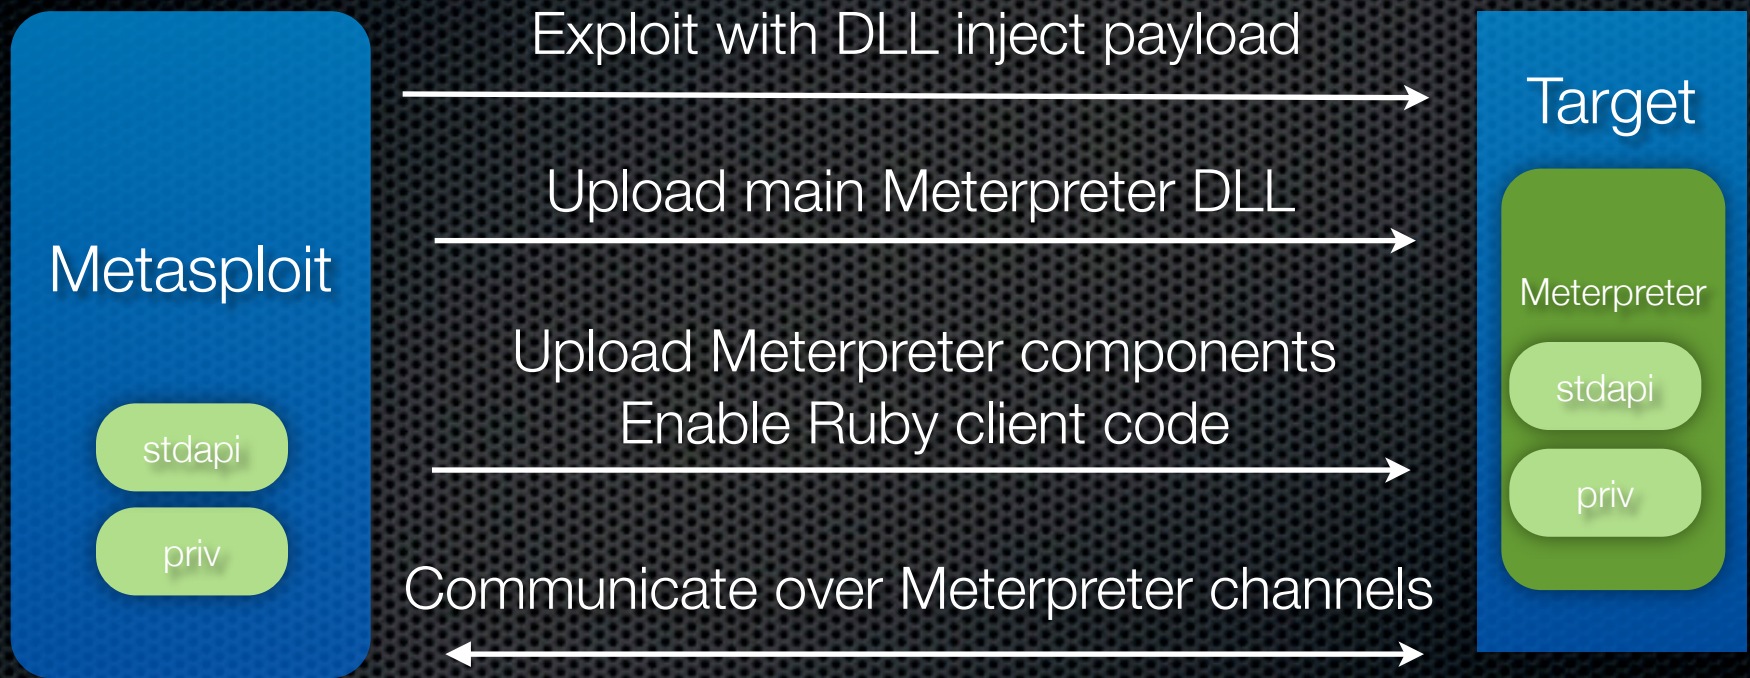 Metasploit
stdapi
priv
Exploit with DLL inject payload
Upload main Meterpreter DLL
Upload Meterpreter components
Enable Ruby client code
Communicate over Meterpreter channels
Target
Meterpreter
stdapi
priv